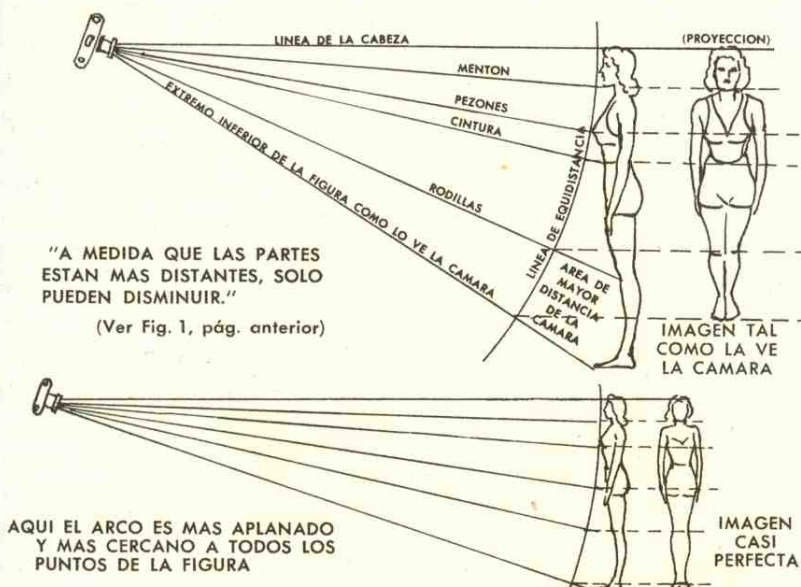 LINEA DE LA CABEZA
(PROYECCION)
MENTON
PEZONES
CINTURA
EXTREMO INFERIOR DE LA FIGURA COMO LO VE LA CAMARA
RODILLAS
LINEA DE EQUIDISTANCIA
AREA DE
MAYOR
DISTANCIA
DE LA
CAMARA
"A MEDIDA QUE LAS PARTES
ESTAN MAS DISTANTES, SOLO
PUEDEN DISMINUIR."
(Ver Fig. 1, pág. anterior)
IMAGEN TAL
COMO LA VE
LA CAMARA
AQUI EL ARCO ES MAS APLANADO
Y MAS CERCANO A TODOS LOS
PUNTOS DE LA FIGURA
IMAGEN
CASI
PERFECTA